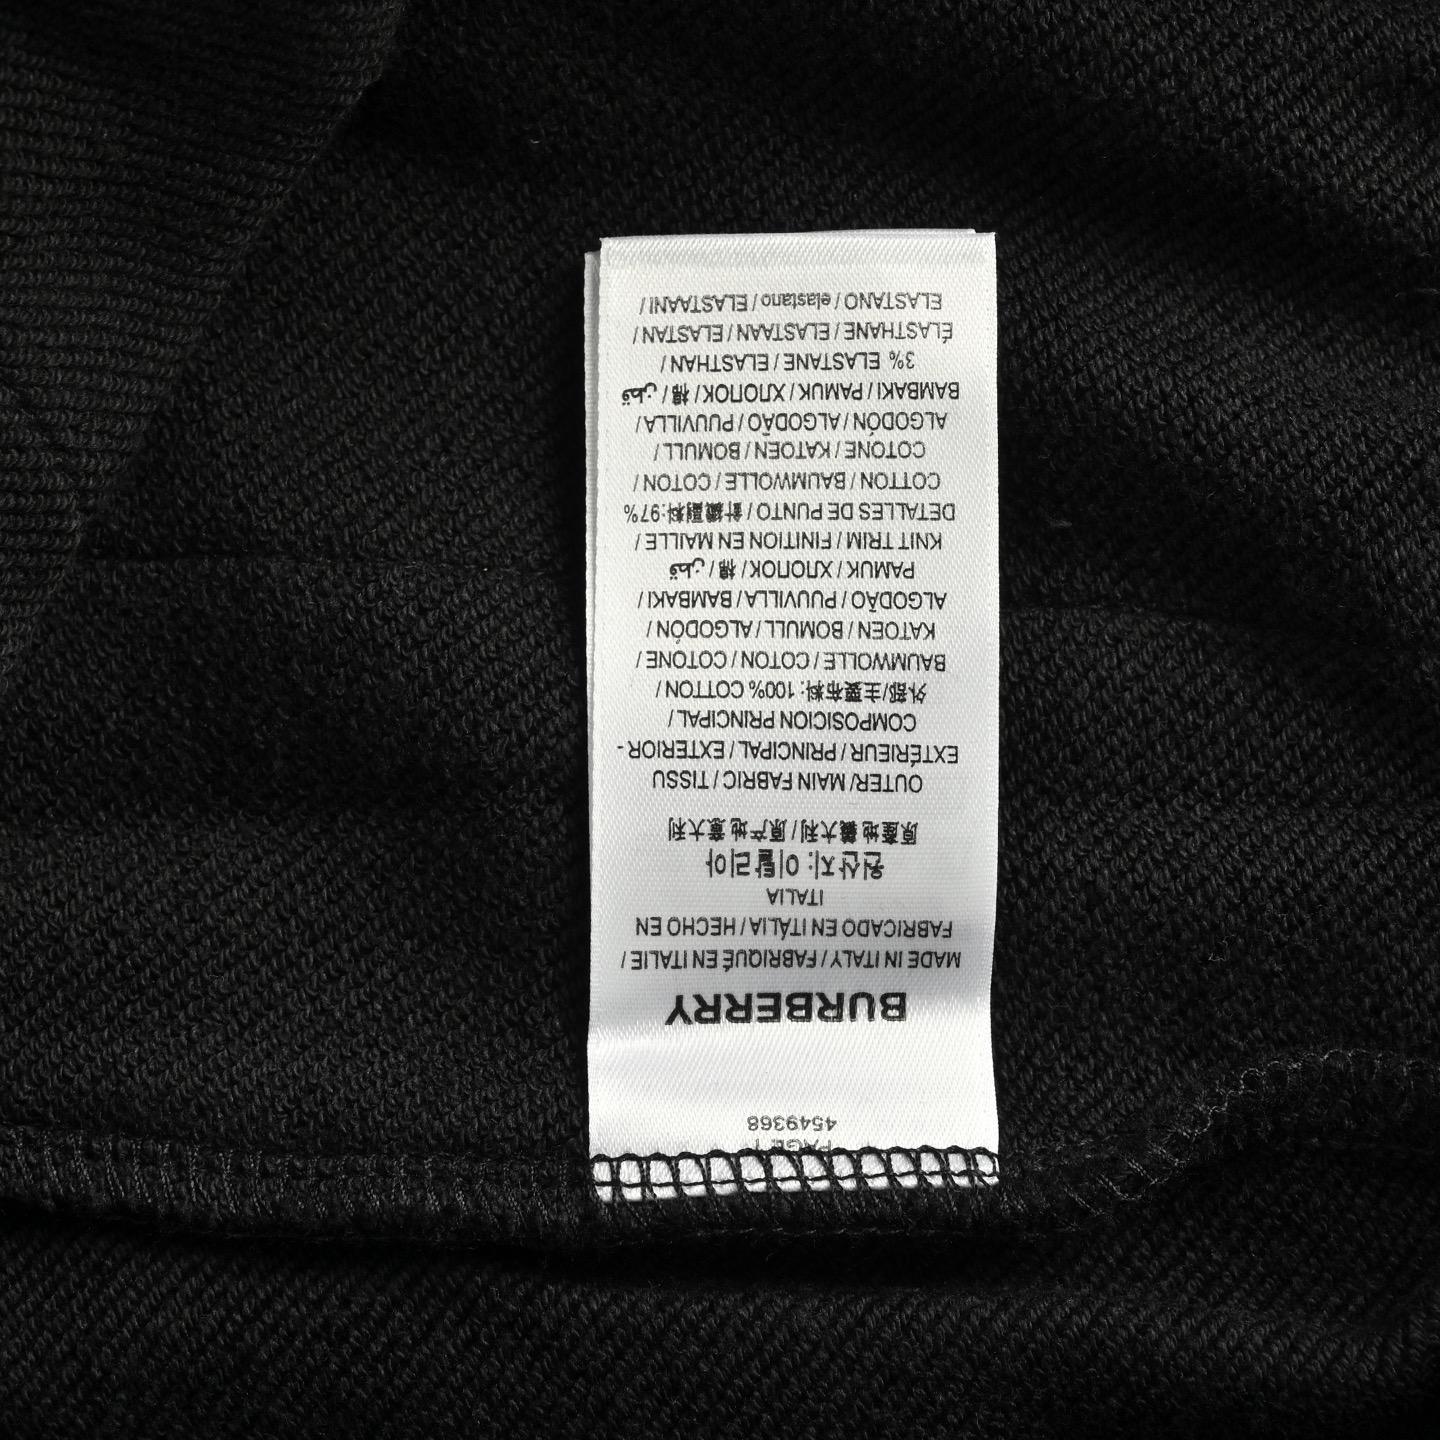 PAGE 1
4549368
BURBERRY
MADE IN ITALY / FABRIQUÉ EN ITALIE /
FABRICADO EN ITÁLIA / HECHO EN
ITALIA
원산지: 이탈리아
原產地 義大利 / 原产地 意大利
OUTER/ MAIN FABRIC / TISSU
EXTÉRIEUR / PRINCIPAL / EXTERIOR -
COMPOSICION PRINCIPAL /
外部/主要布料: 100% COTTON /
BAUMWOLLE / COTON / COTONE /
KATOEN / BOMULL / ALGODÓN /
ALGODÃO / PUUVILLA / BAMBAKI /
PAMUK / ХЛОПОК / 棉 / قطن
KNIT TRIM / FINITION EN MAILLE /
DETALLES DE PUNTO / 針織副料:97%
COTTON / BAUMWOLLE / COTON /
COTONE / KATOEN / BOMULL /
ALGODÓN / ALGODÃO / PUUVILLA /
BAMBAKI / PAMUK / ХЛОПОК / 棉 / قطن
3% ELASTANE / ELASTHAN /
ÉLASTHANE / ELASTAAN / ELASTAN /
ELASTANO / elastano / ELASTAANI /